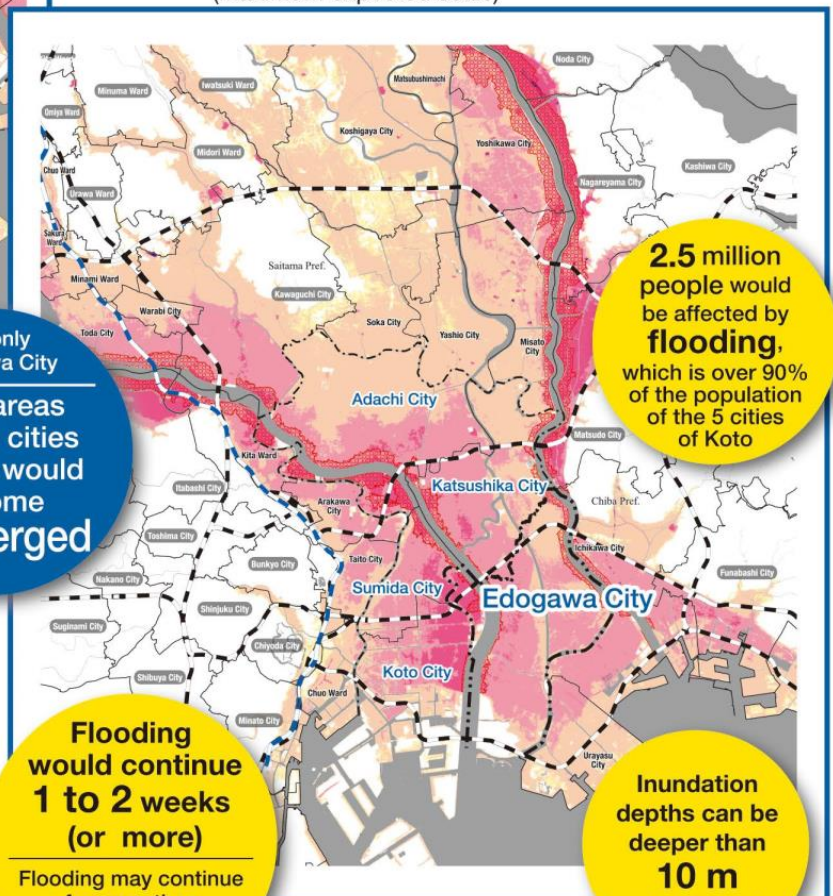 Noda City
Matsubushimachi
Minuma Ward
Iwatsuki Ward
Omiya Ward
Koshigaya City
Yoshikawa City
Midori Ward
Kashiwa City
Chuo Ward
Nagareyama City
Urawa Ward
Sakura
Ward
Saitama Pref.
Minami Ward
Kawaguchi City
Warabi City
Soka City
Toda City
Yashio City
Misato
City
2.5 million
people would
be affected by
flooding,
which is over 90%
of the population
of the 5 cities
of Koto
only
a City
areas
cities
would
ome
erged
Adachi City
Matsudo City
Kita Ward
Katsushika City
Itabashi City
Arakawa
City
Chiba Pref.
Toshima City
Ichikawa City
Bunkyo City
Taito City
Funabashi City
Nakano City
Sumida City
Edogawa City
Shinjuku City
Suginami City
Chiyoda City
Koto City
Shibuya City
Chuo Ward
Minato City
Urayasu
City
Flooding
would continue
1 to 2 weeks
(or more)
Flooding may continue
Inundation
depths can be
deeper than
10 m